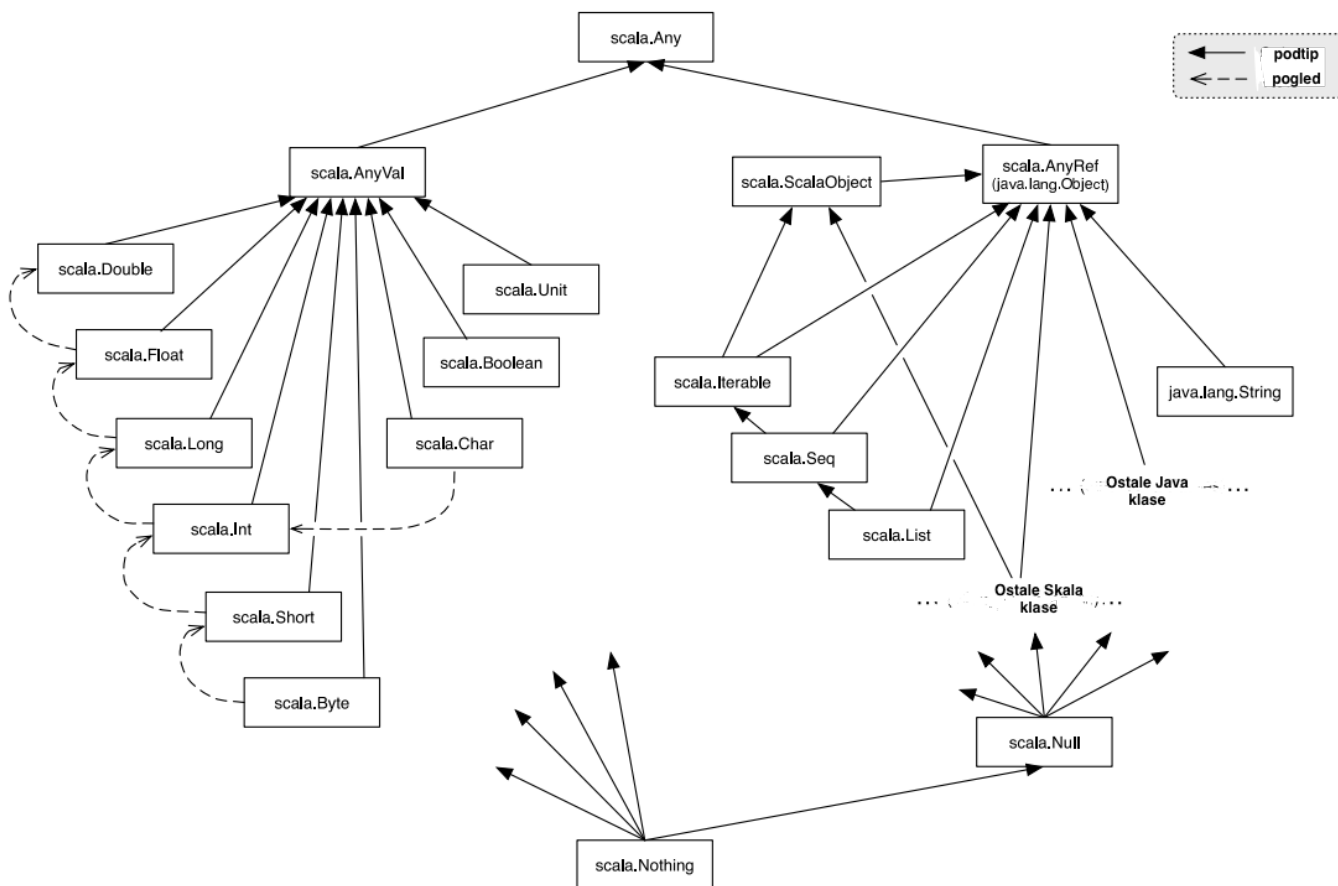 scala.Any
podtip
pogled
scala.AnyVal
scala.ScalaObject
scala.AnyRef
(java.lang.Object)
scala.Double
scala.Unit
scala.Float
scala.Boolean
scala.Iterable
java.lang.String
scala.Long
scala.Char
scala.Seq
... Ostale Java ...
klase
scala.Int
scala.List
scala.Short
... Ostale Skala ...
klase
scala.Byte
scala.Null
scala.Nothing